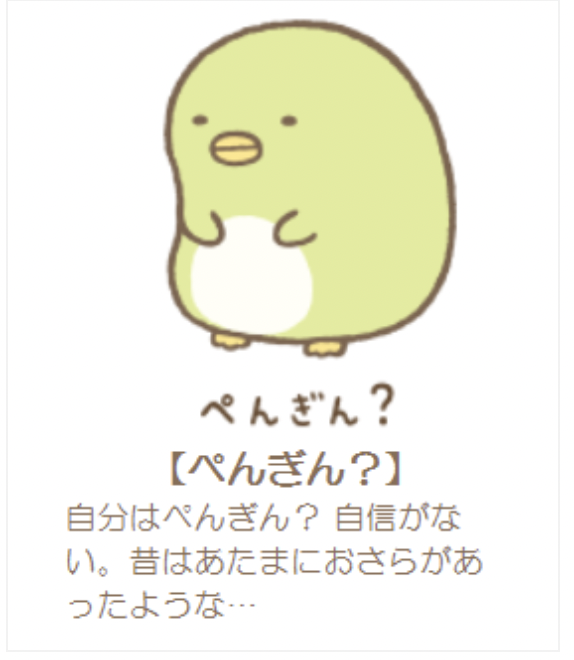 ぺんぎん？
【ぺんぎん？】
自分はぺんぎん？ 自信がな
い。昔はあたまにおさらがあ
ったような…